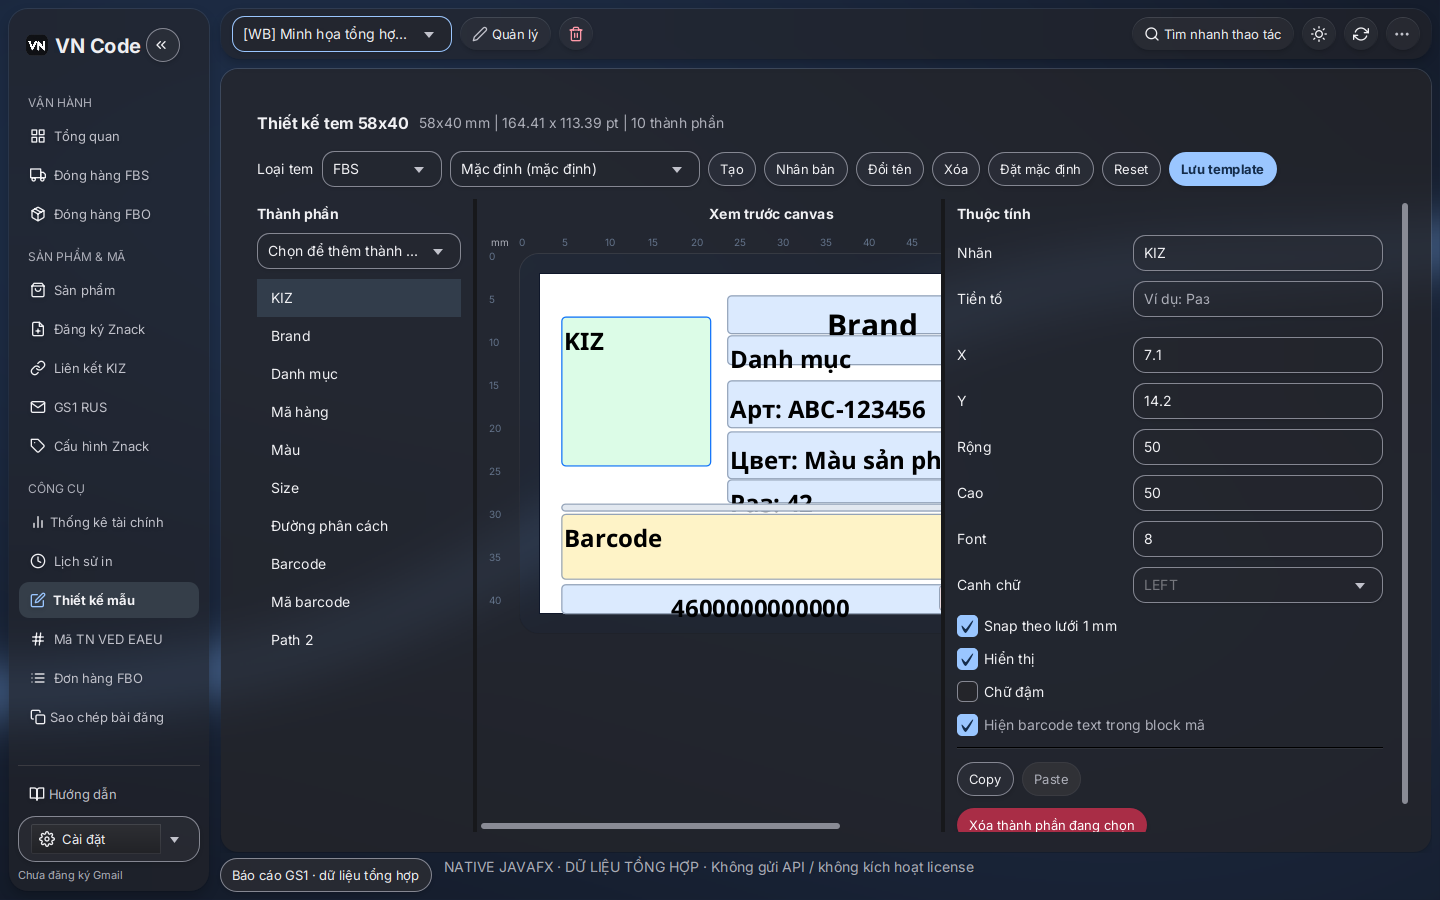 VN Code
VẬN HÀNH
Tổng quan
Đóng hàng FBS
Đóng hàng FBO
SẢN PHẨM & MÃ
Sản phẩm
Đăng ký Znack
Liên kết KIZ
GS1 RUS
Cấu hình Znack
CÔNG CỤ
Thống kê tài chính
Lịch sử in
Thiết kế mẫu
Mã TN VED EAEU
Đơn hàng FBO
Sao chép bài đăng
Hướng dẫn
Cài đặt
Chưa đăng ký Gmail
[WB] Minh họa tổng hợ...
Quản lý
Tìm nhanh thao tác
Thiết kế tem 58x40 58x40 mm | 164.41 x 113.39 pt | 10 thành phần
Loại tem FBS Mặc định (mặc định) Tạo Nhân bản Đổi tên Xóa Đặt mặc định Reset Lưu template
Thành phần
Chọn để thêm thành ...
KIZ
Brand
Danh mục
Mã hàng
Màu
Size
Đường phân cách
Barcode
Mã barcode
Path 2
Xem trước canvas
mm 0 5 10 15 20 25 30 35 40 45
0
5
10
15
20
25
30
35
40
KIZ
Brand
Danh mục
Арт: ABC-123456
Цвет: Màu sản ph
Раз: 42
Barcode
4600000000000
Thuộc tính
Nhãn KIZ
Tiền tố Ví dụ: Раз
X 7.1
Y 14.2
Rộng 50
Cao 50
Font 8
Canh chữ LEFT
Snap theo lưới 1 mm
Hiển thị
Chữ đậm
Hiện barcode text trong block mã
Copy Paste
Xóa thành phần đang chọn
Báo cáo GS1 · dữ liệu tổng hợp
NATIVE JAVAFX · DỮ LIỆU TỔNG HỢP · Không gửi API / không kích hoạt license